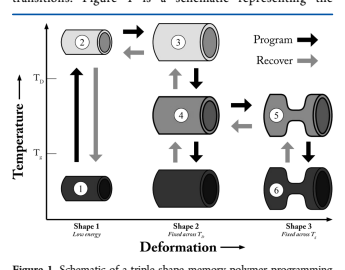 transitions. Figure 1 is a schematic representing the
Temperature
T_D
T_g
2
3
Program
Recover
4
5
1
6
Shape 1
Low energy
Shape 2
Fixed across T_D
Shape 3
Fixed across T_g
Deformation
Figure 1. Schematic of a triple-shape memory polymer programming